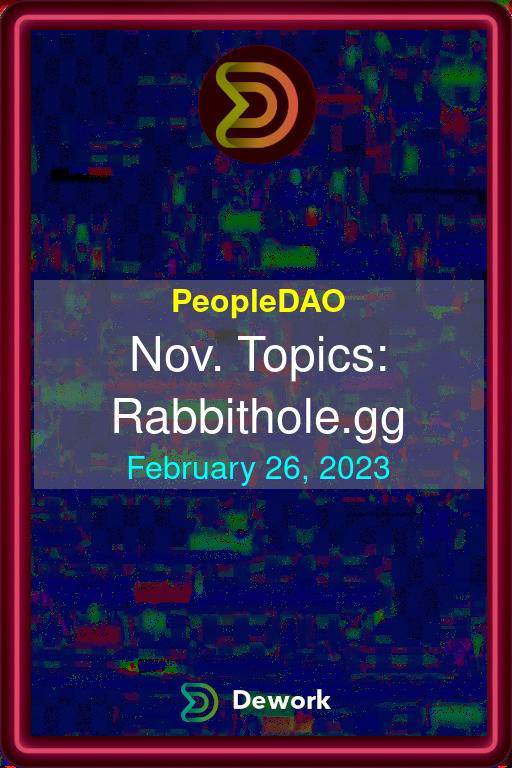 PeopleDAO
Nov. Topics:
Rabbithole.gg
February 26, 2023
Dework